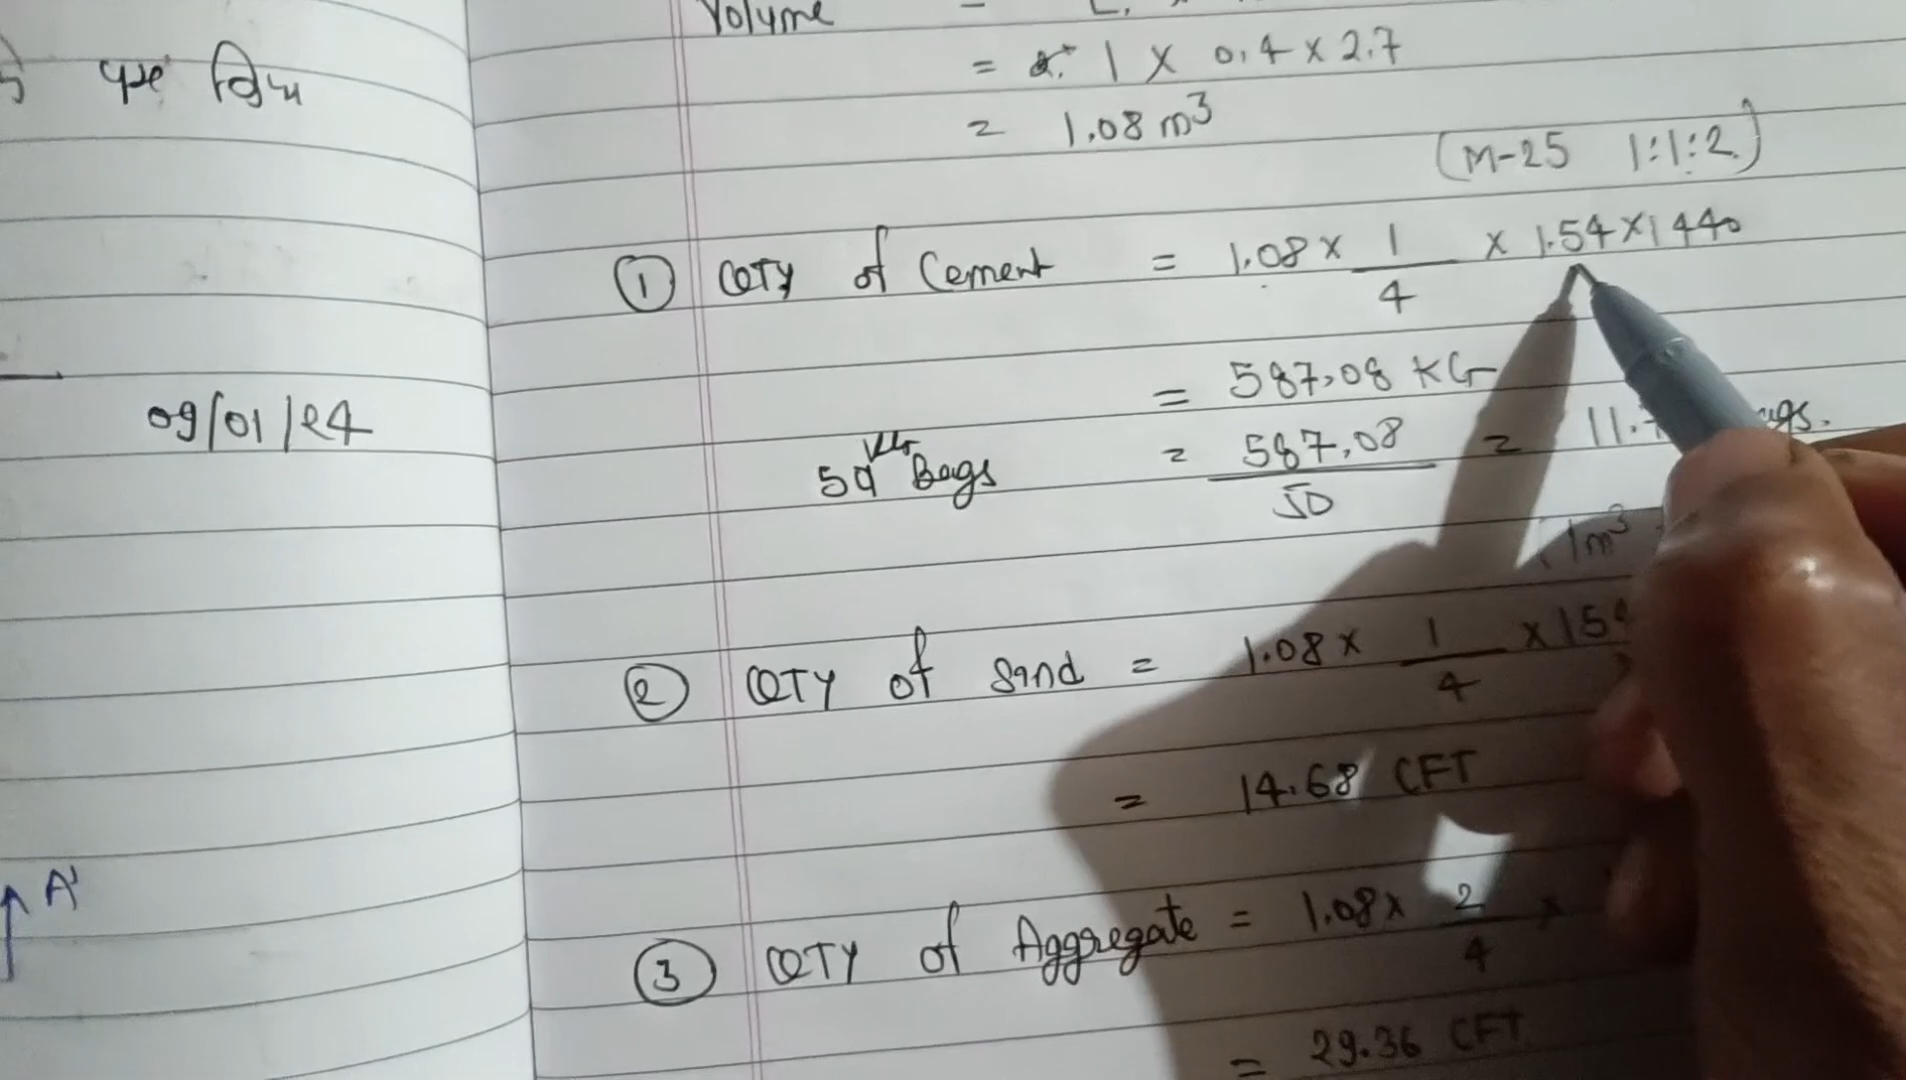 Volume =
= 1 x 0.4 x 2.7
= 1.08 m³
(M-25 1:1:2)
① QTY of Cement = 1.08 x 1/4 x 1.54 x 1440
= 587.08 KG
50 Bags = 587.08/50 = 11.
② QTY of Sand = 1.08 x 1/4 x
1m³
= 14.68 CFT
③ QTY of Aggregate = 1.08 x 2/4 x
= 29.36 CFT
09/01/24
A'